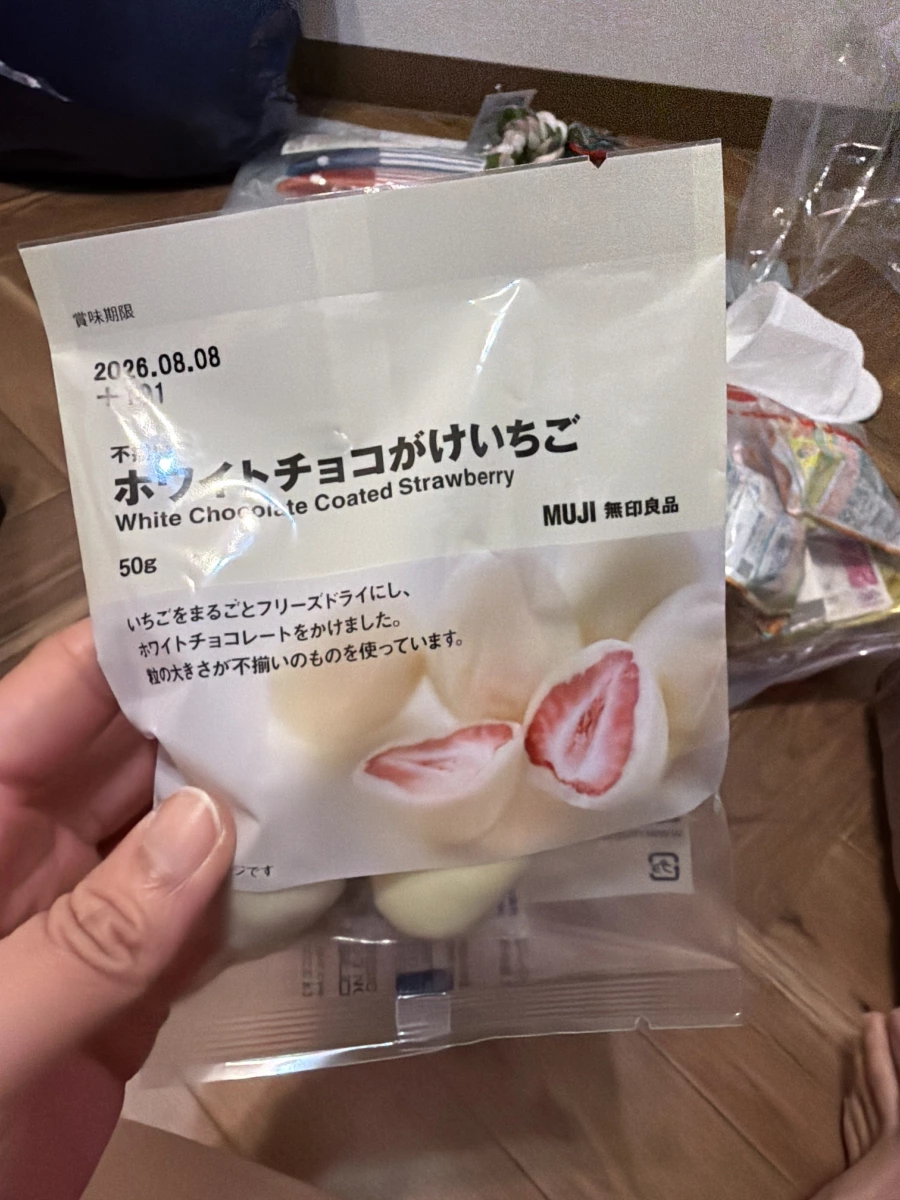 賞味期限
2026.08.08
ホワイトチョコがけいちご
White Chocolate Coated Strawberry
MUJI 無印良品
50g
いちごをまるごとフリーズドライにし、
ホワイトチョコレートをかけました。
粒の大きさが不揃いのものを使っています。
です
プラ